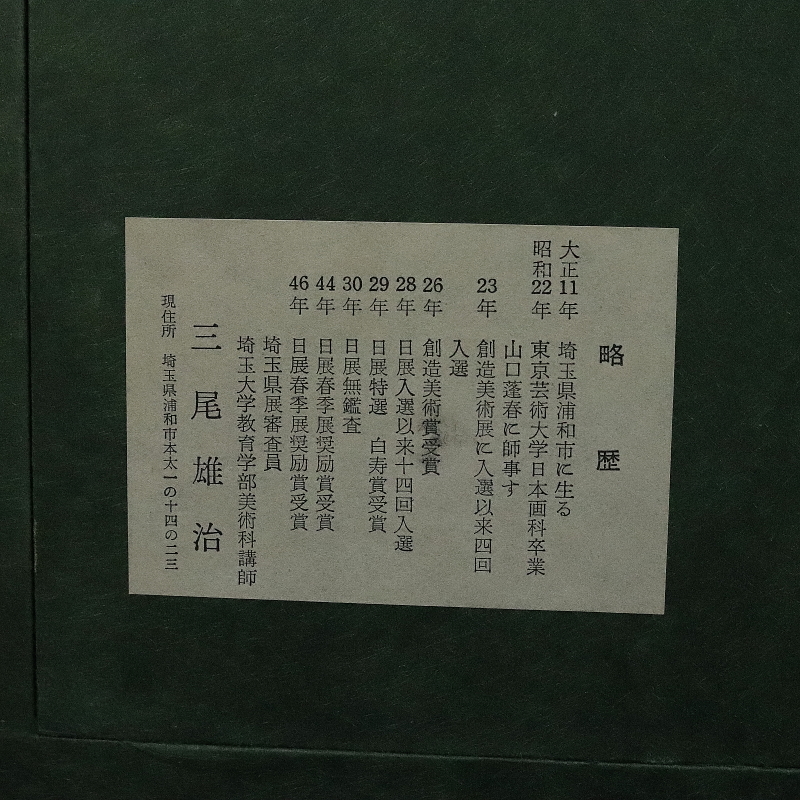 略歴
大正11年 埼玉県浦和市に生る
昭和22年 東京芸術大学日本画科卒業
山口蓬春に師事す
23年 創造美術展に入選以来四回
入選
26年 創造美術賞受賞
28年 日展入選以来十四回入選
29年 日展特選 白寿賞受賞
30年 日展無鑑査
44年 日展春季展奨励賞受賞
46年 日展春季展奨励賞受賞
埼玉県展審査員
埼玉大学教育学部美術科講師
三尾雄治
現住所 埼玉県浦和市本太一の十四の二三